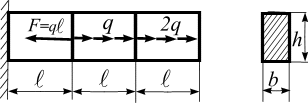 F=qℓ q 2q h
ℓ ℓ ℓ b